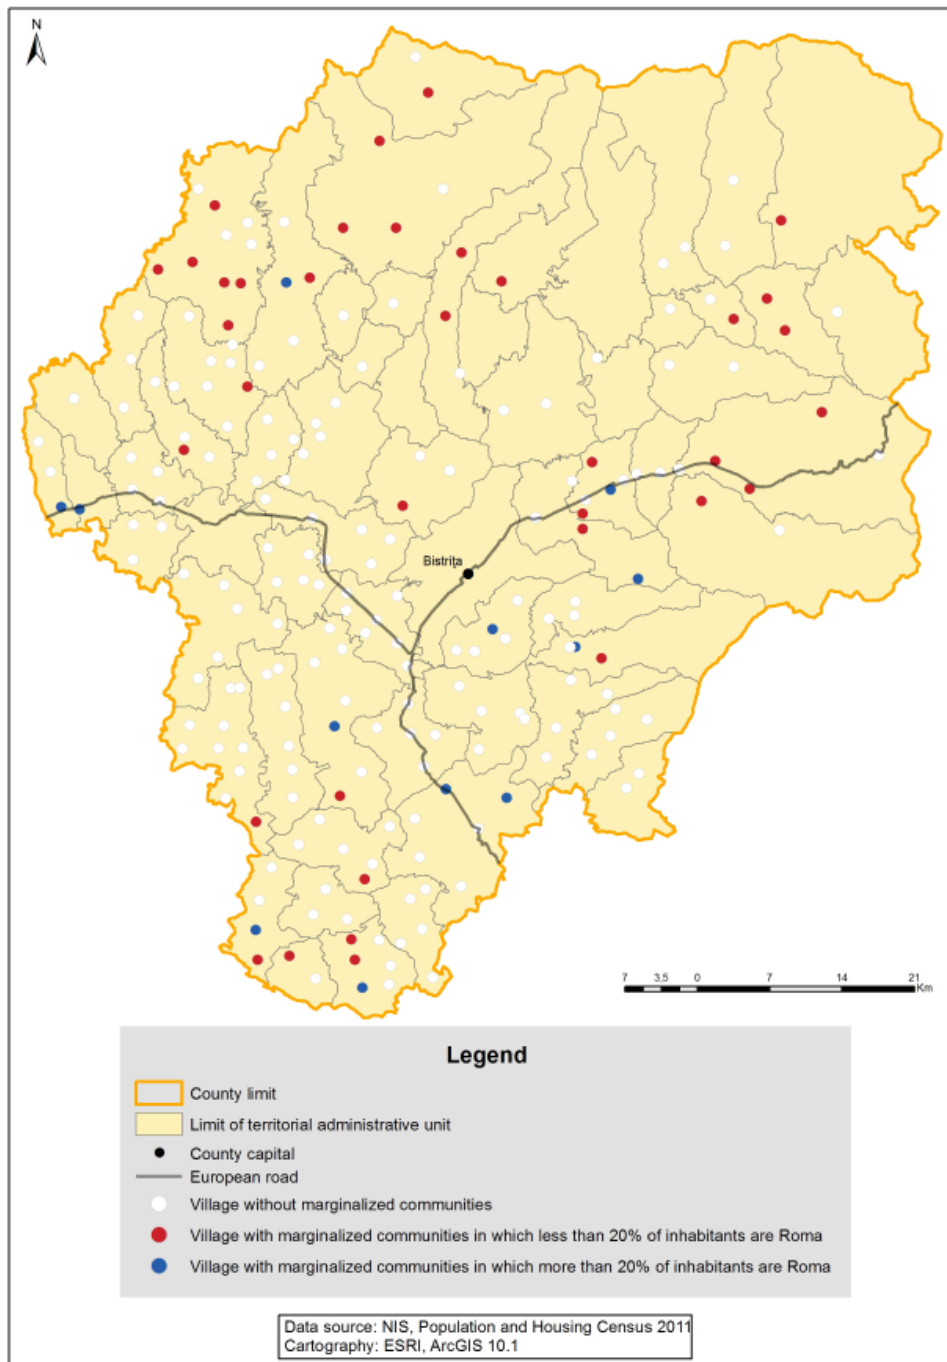 N
Bistrița
7 3,5 0 7 14 21
Km
Legend
County limit
Limit of territorial administrative unit
County capital
European road
Village without marginalized communities
Village with marginalized communities in which less than 20% of inhabitants are Roma
Village with marginalized communities in which more than 20% of inhabitants are Roma
Data source: NIS, Population and Housing Census 2011
Cartography: ESRI, ArcGIS 10.1